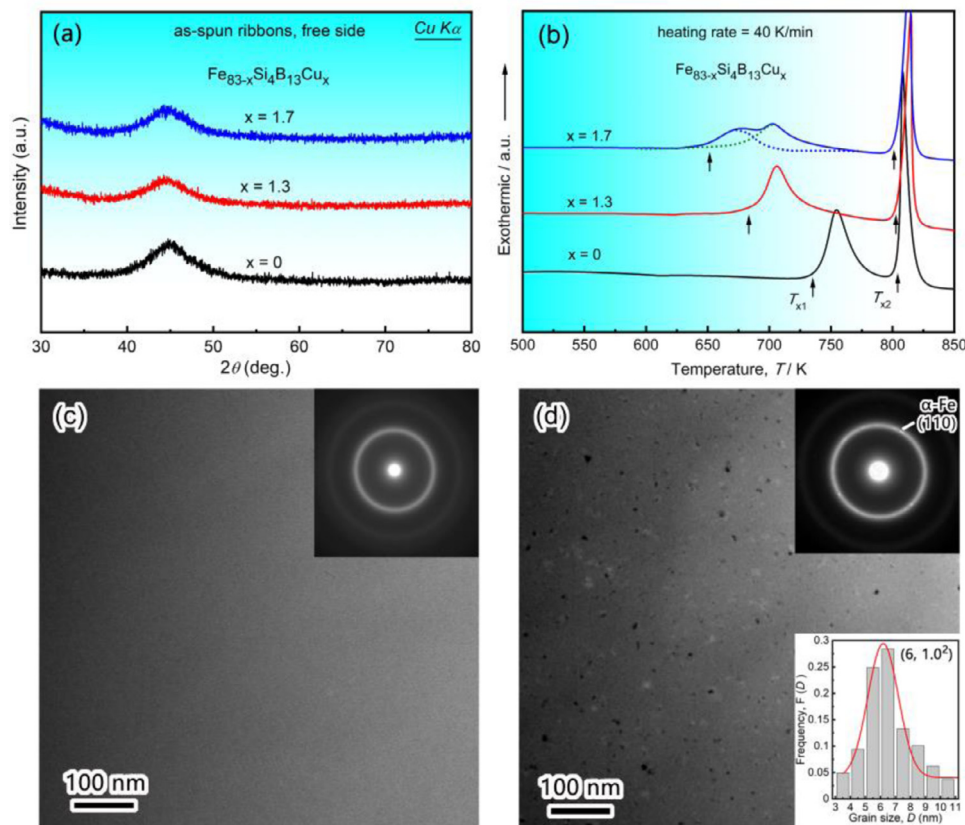 (a)
as-spun ribbons, free side
Cu Kα
Fe83-xSi4B13Cux
x = 1.7
x = 1.3
x = 0
Intensity (a.u.)
30 40 50 60 70 80
2θ (deg.)
(b)
heating rate = 40 K/min
Fe83-xSi4B13Cux
x = 1.7
x = 1.3
x = 0
Tx1
Tx2
Exothermic / a.u.
500 550 600 650 700 750 800 850
Temperature, T / K
(c)
100 nm
(d)
α-Fe
(110)
100 nm
(6, 1.0²)
Frequency, F (D)
0.3
0.25
0.2
0.15
0.1
0.05
0
3 4 5 6 7 8 9 10 11
Grain size, D (nm)